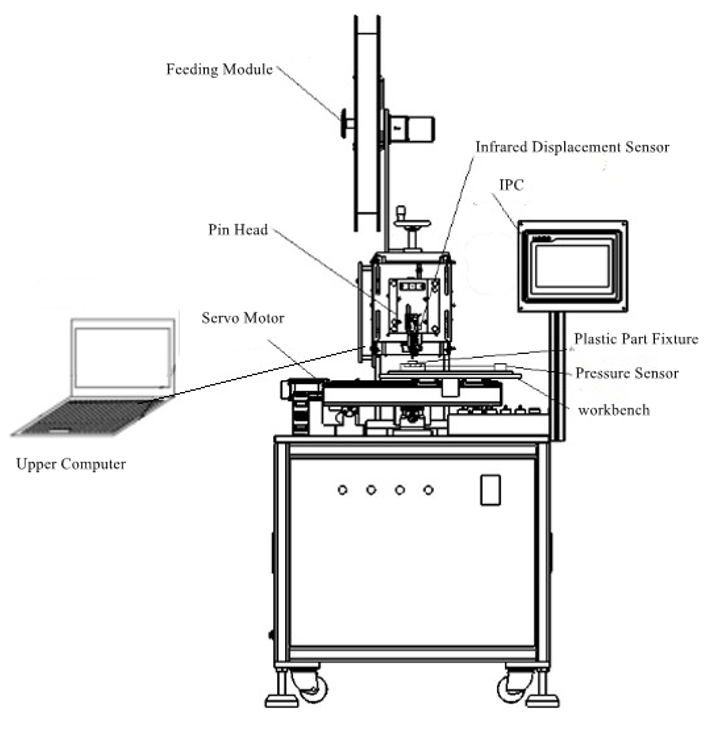 Feeding Module
Infrared Displacement Sensor
IPC
Pin Head
Servo Motor
Plastic Part Fixture
Pressure Sensor
workbench
Upper Computer